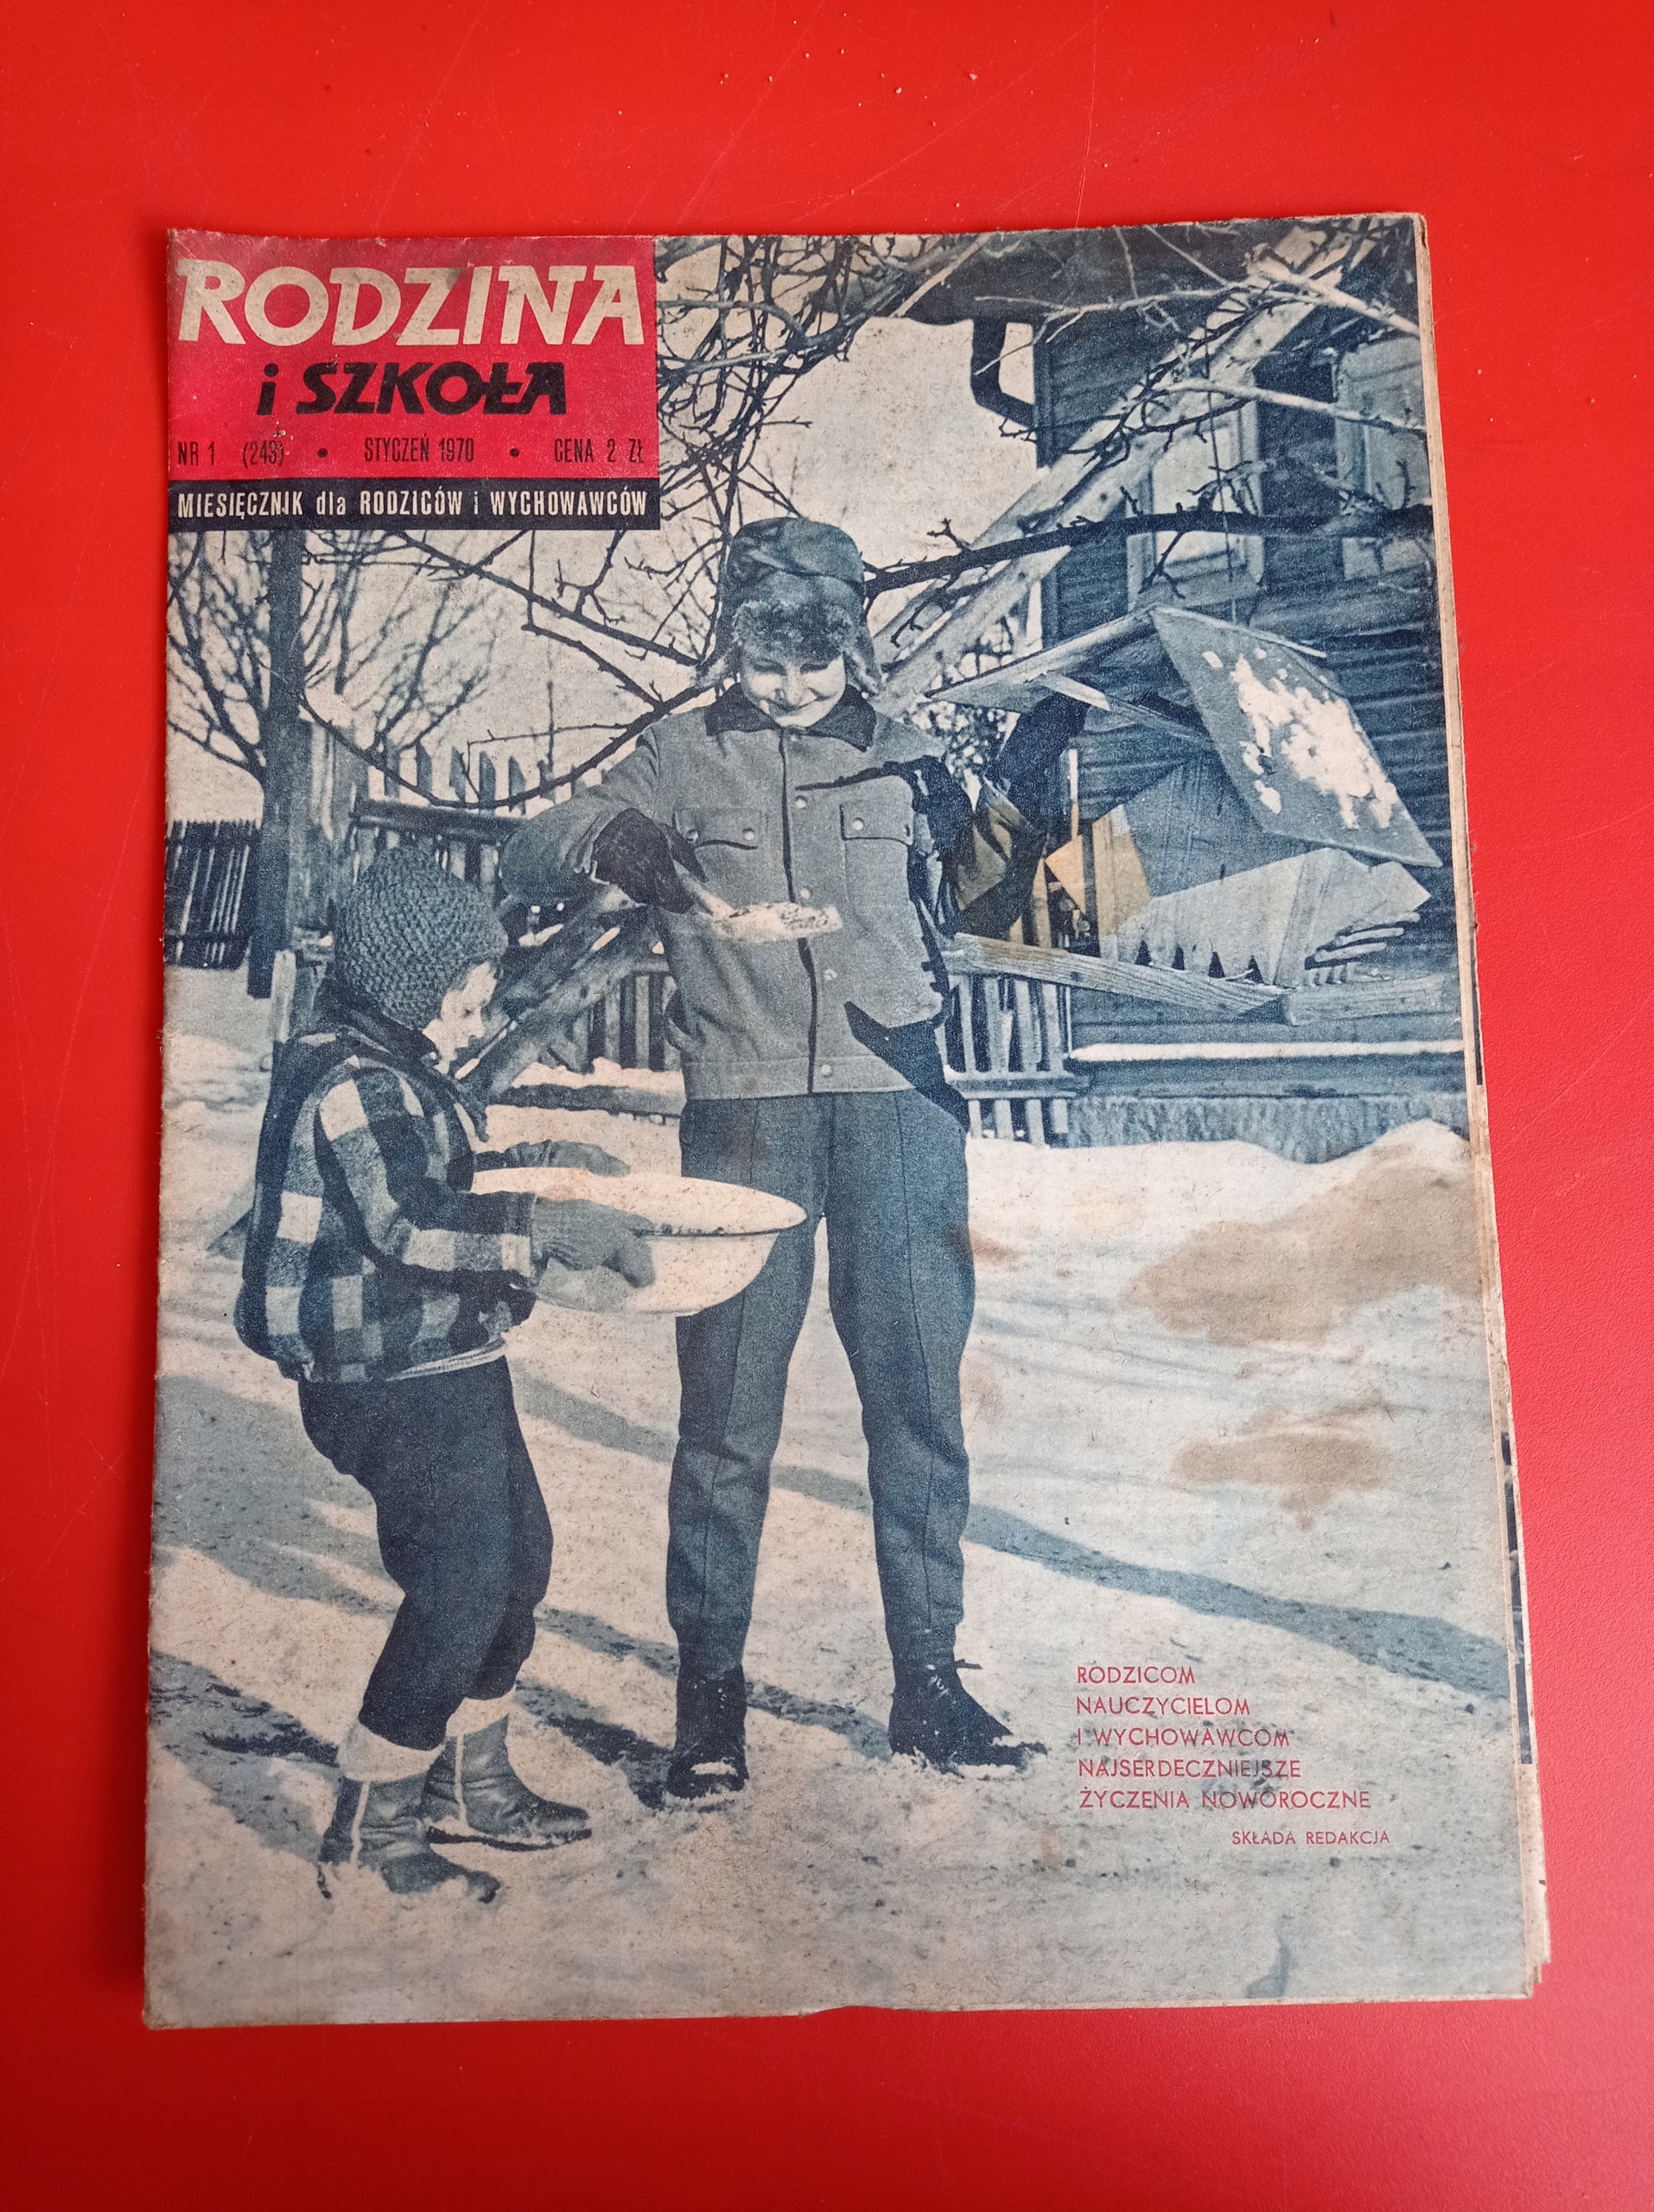 RODZINA
i SZKOŁA
NR 1 (243) • STYCZEŃ 1970 • CENA 2 ZŁ
MIESIĘCZNIK dla RODZICÓW i WYCHOWAWCÓW
RODZICOM
NAUCZYCIELOM
I WYCHOWAWCOM
NAJSERDECZNIEJSZE
ŻYCZENIA NOWOROCZNE
SKŁADA REDAKCJA